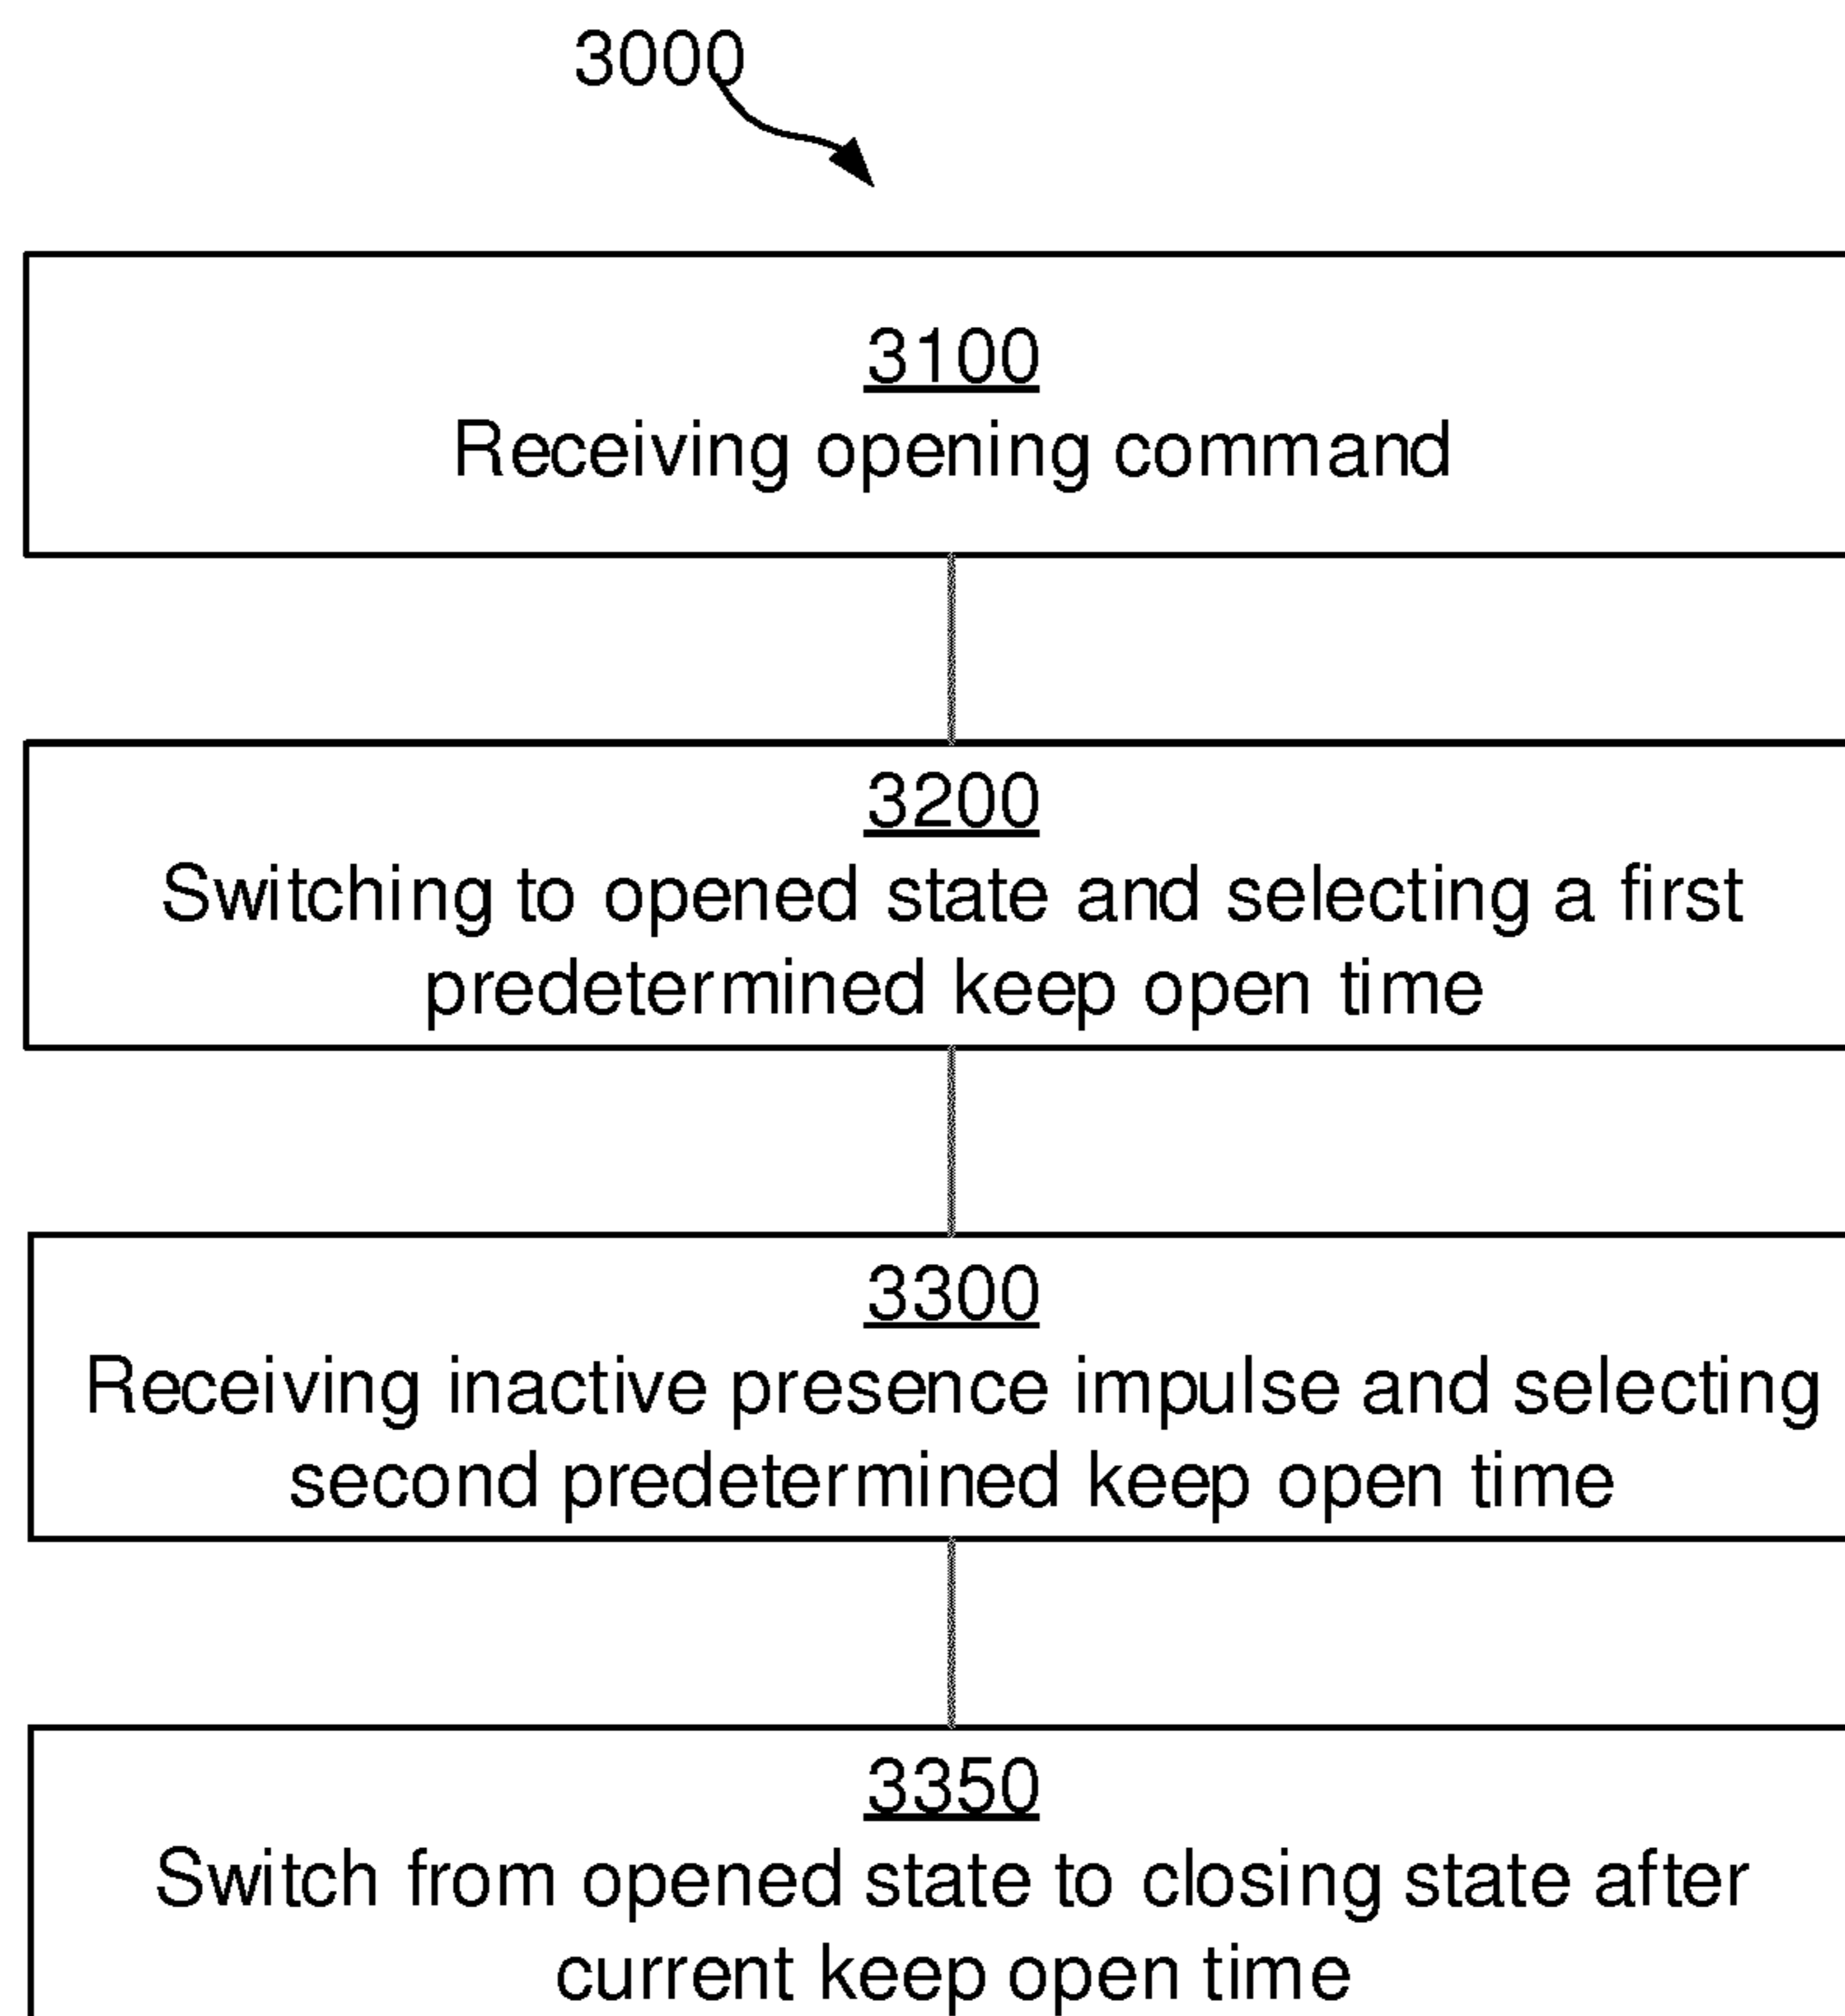 3000
3100
Receiving opening command
3200
Switching to opened state and selecting a first
predetermined keep open time
3300
Receiving inactive presence impulse and selecting
second predetermined keep open time
3350
Switch from opened state to closing state after
current keep open time